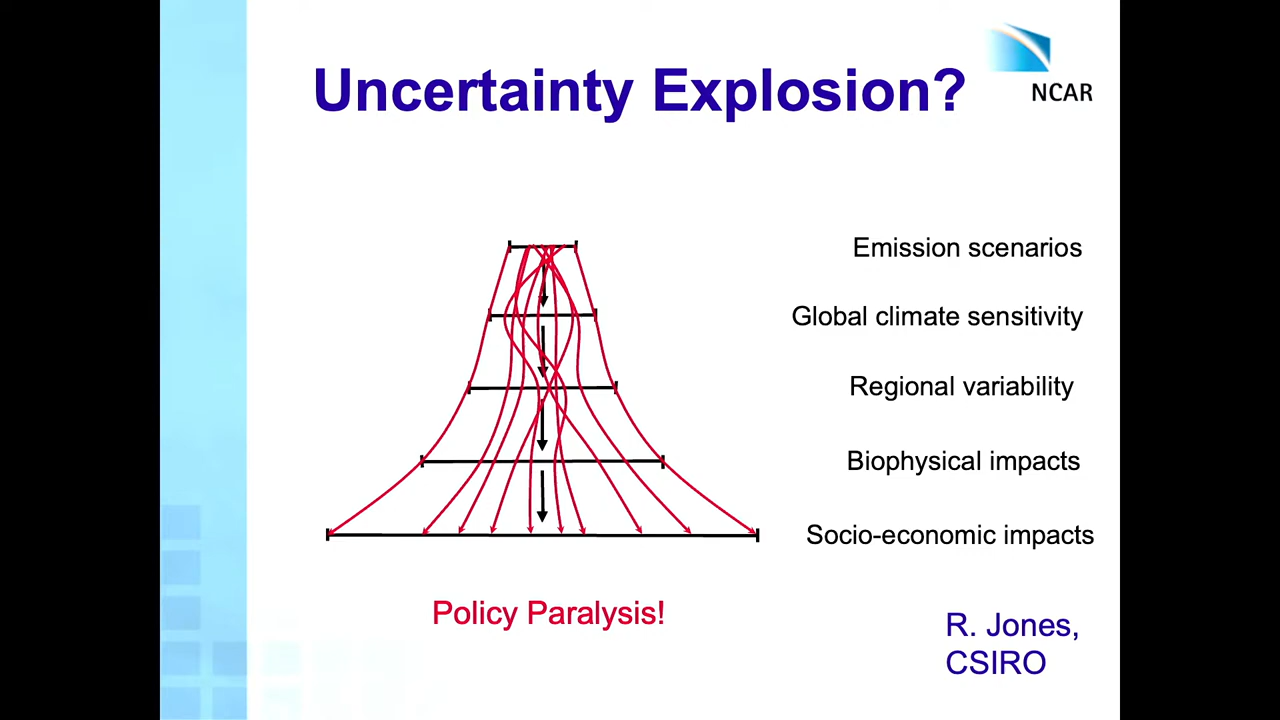 Uncertainty Explosion?
NCAR
Emission scenarios
Global climate sensitivity
Regional variability
Biophysical impacts
Socio-economic impacts
Policy Paralysis!
R. Jones,
CSIRO